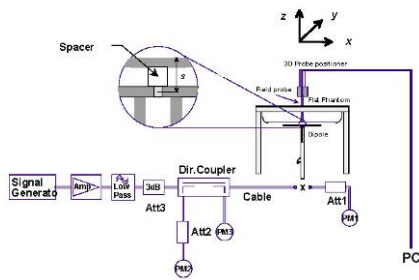 z
y
x
3D Probe positioner
Spacer
s
Field probe
Flat Phantom
Dipole
Dir.Coupler
Signal
Generato
Amp
Low
Pass
3dB
Att3
Cable
x
Att1
PM1
Att2
PM3
PM2
PC